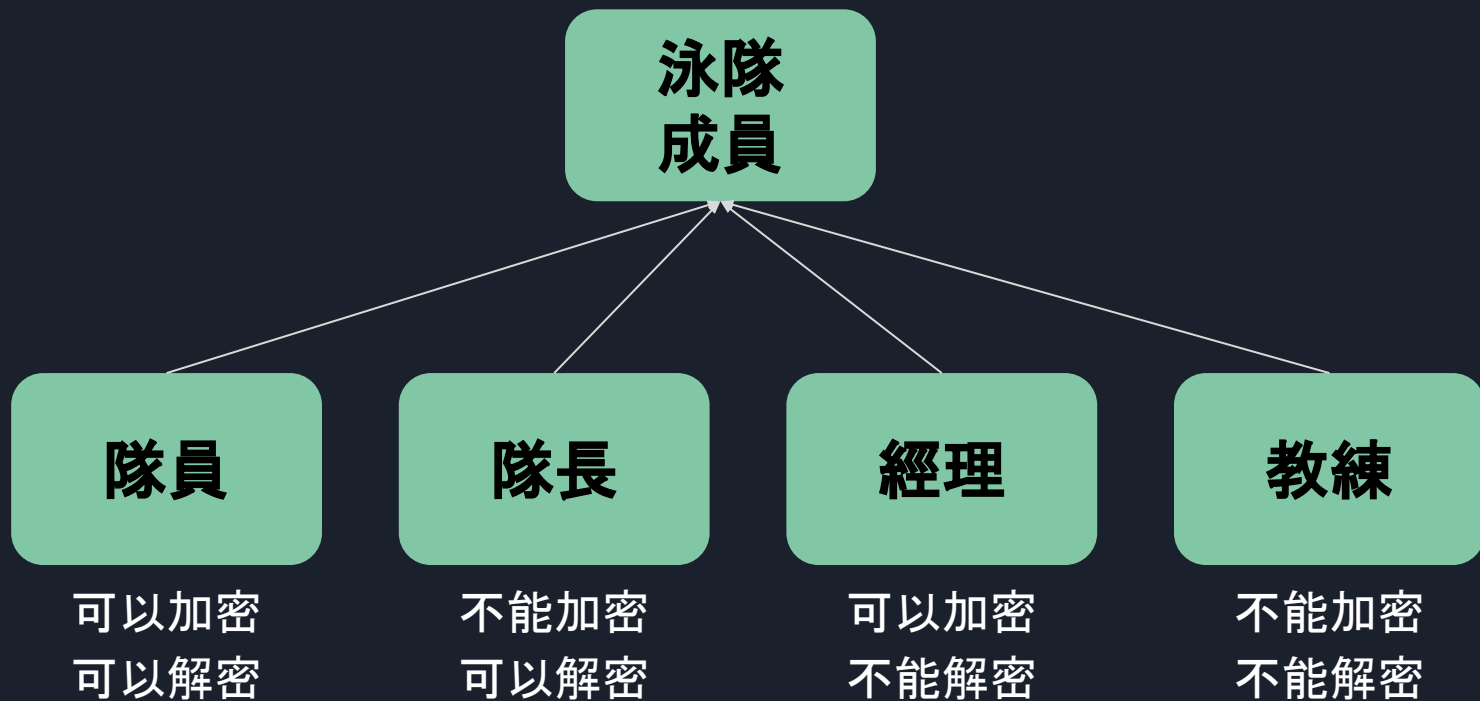 泳隊
成員
隊員
隊長
經理
教練
可以加密
不能加密
可以加密
不能加密
可以解密
可以解密
不能解密
不能解密